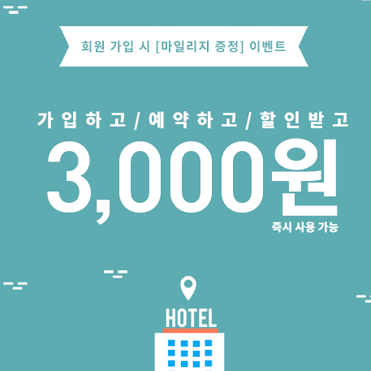 회원 가입 시 [마일리지 증정] 이벤트
가입하고/예약하고/할인받고
3,000원
즉시 사용 가능
HOTEL